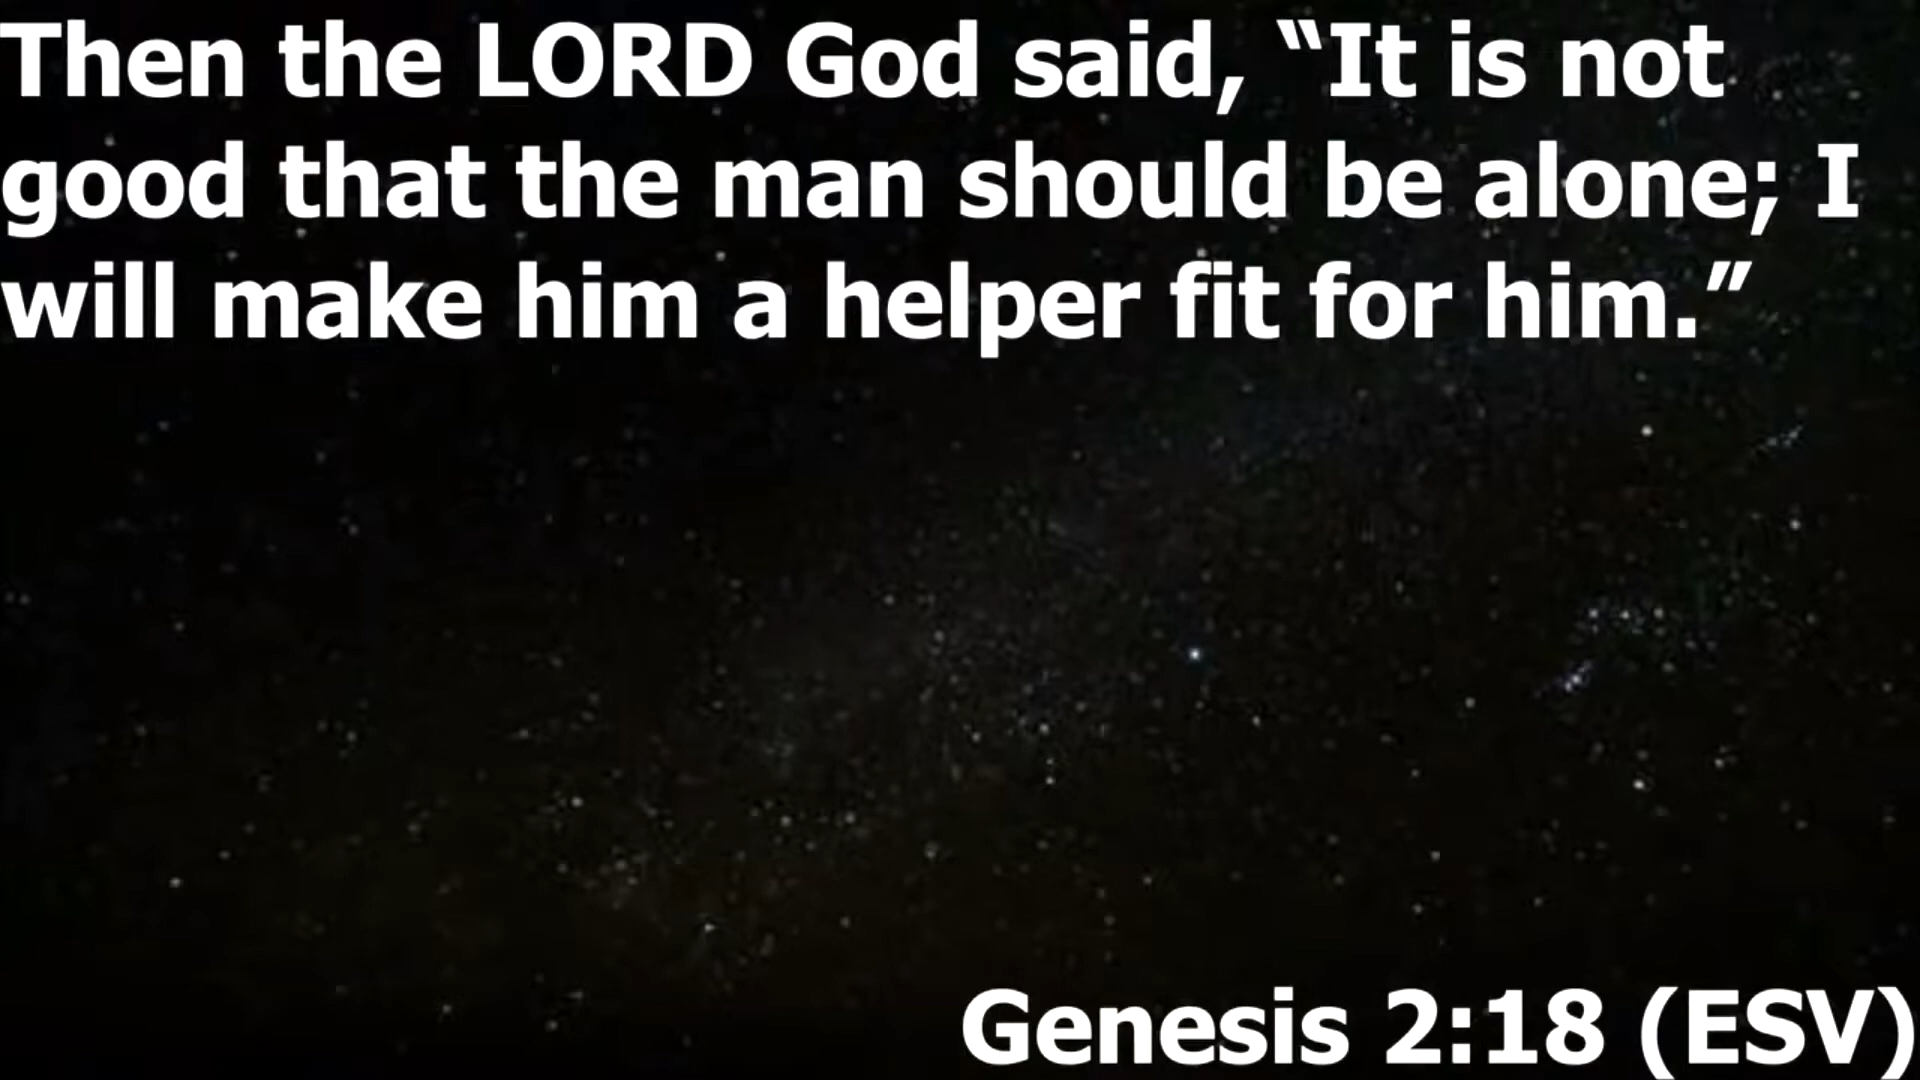 Then the LORD God said, “It is not
good that the man should be alone; I
will make him a helper fit for him.”
Genesis 2:18 (ESV)